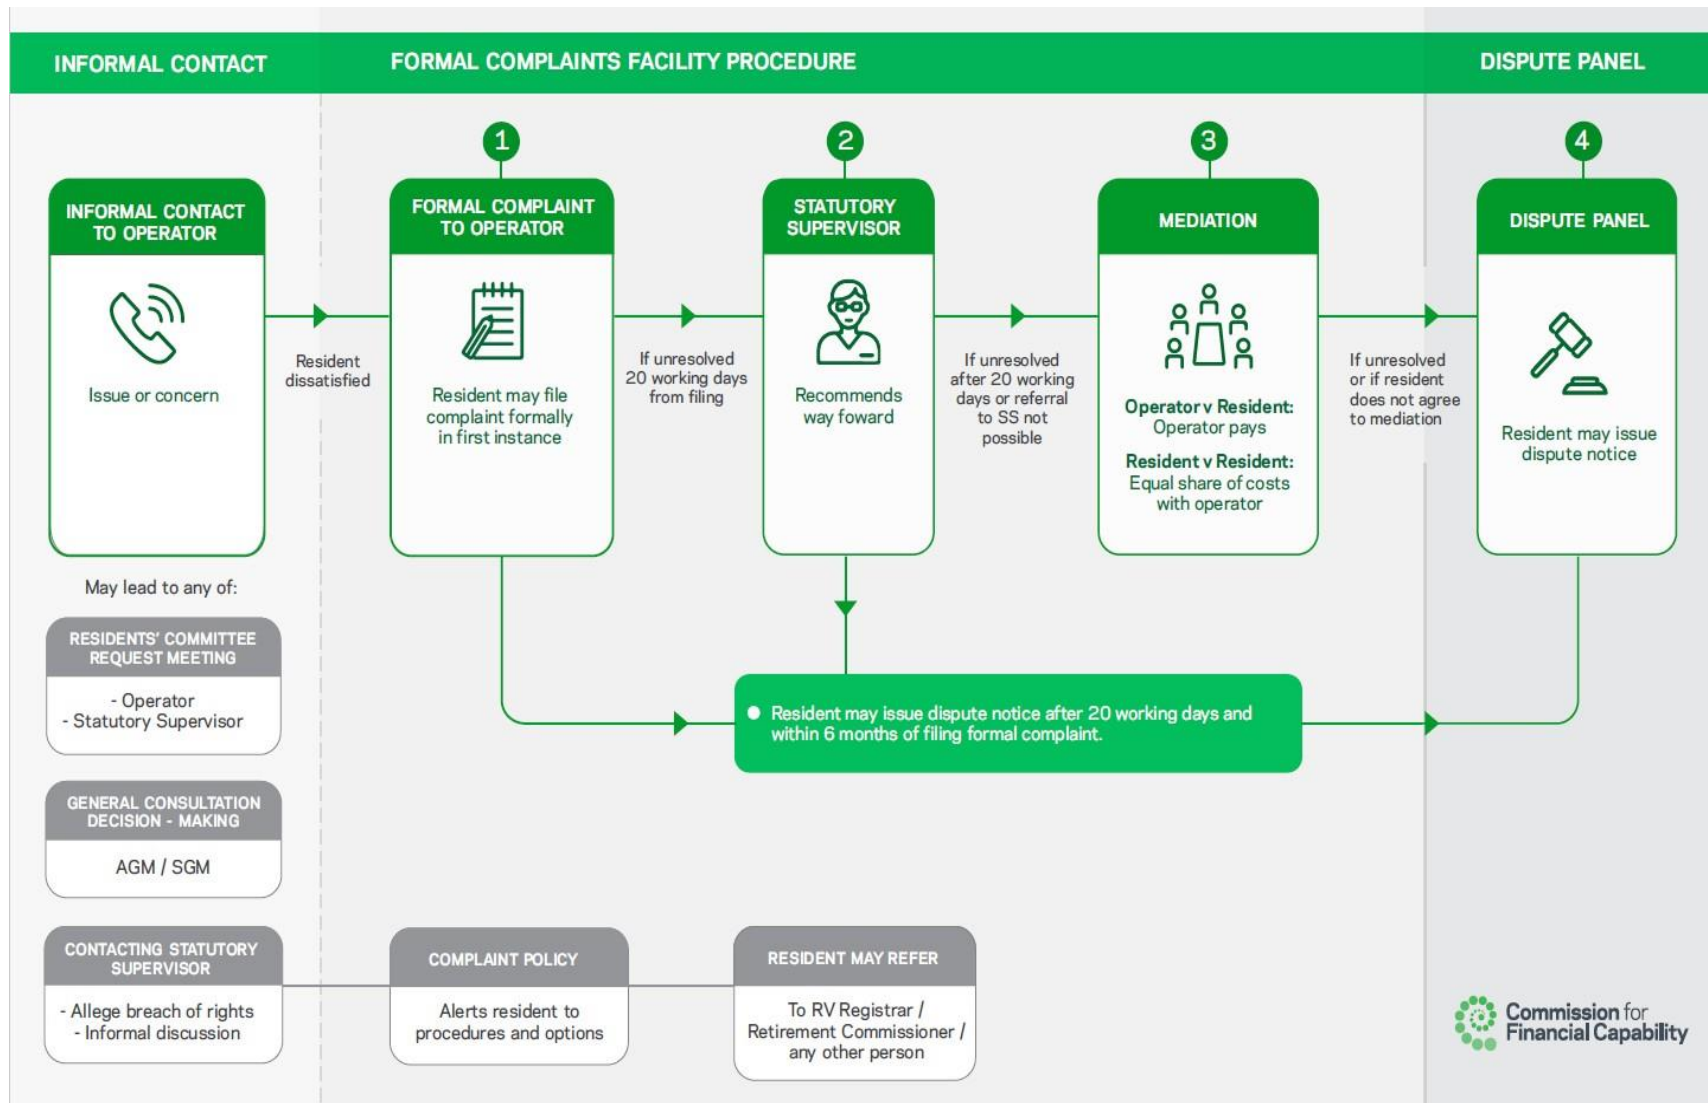 INFORMAL CONTACT
FORMAL COMPLAINTS FACILITY PROCEDURE
DISPUTE PANEL
INFORMAL CONTACT
TO OPERATOR
Issue or concern
Resident
dissatisfied
1
FORMAL COMPLAINT
TO OPERATOR
Resident may file
complaint formally
in first instance
If unresolved
20 working days
from filing
2
STATUTORY
SUPERVISOR
Recommends
way foward
If unresolved
after 20 working
days or referral
to SS not
possible
3
MEDIATION
Operator v Resident:
Operator pays
Resident v Resident:
Equal share of costs
with operator
If unresolved
or if resident
does not agree
to mediation
4
DISPUTE PANEL
Resident may issue
dispute notice
Resident may issue dispute notice after 20 working days and
within 6 months of filing formal complaint.
May lead to any of:
RESIDENTS' COMMITTEE
REQUEST MEETING
- Operator
- Statutory Supervisor
GENERAL CONSULTATION
DECISION - MAKING
AGM / SGM
CONTACTING STATUTORY
SUPERVISOR
- Allege breach of rights
- Informal discussion
COMPLAINT POLICY
Alerts resident to
procedures and options
RESIDENT MAY REFER
To RV Registrar /
Retirement Commissioner /
any other person
Commission for
Financial Capability